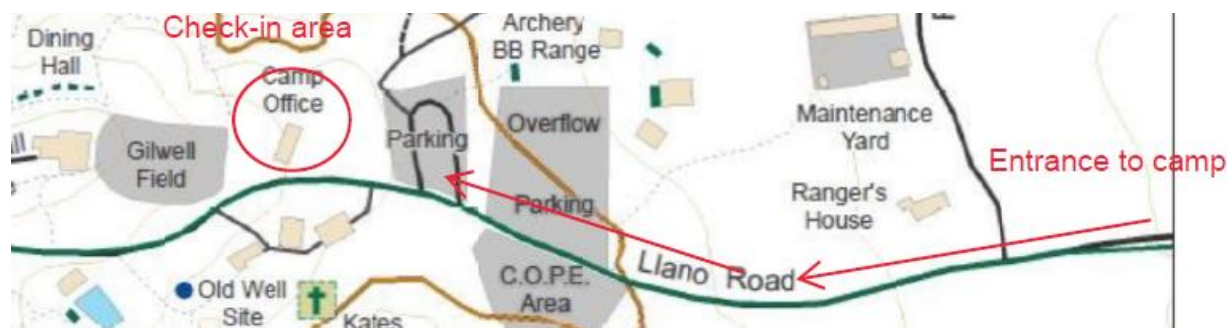 Check-in area
Dining
Hall
Camp
Office
Archery
BB Range
Parking
Overflow
Parking
Maintenance
Yard
Entrance to camp
Gilwell
Field
Ranger's
House
Llano Road
C.O.P.E.
Area
Old Well
Site
Kates